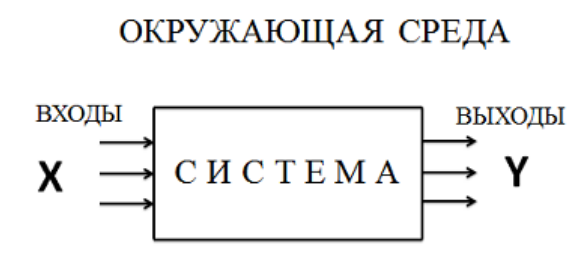 ОКРУЖАЮЩАЯ СРЕДА
ВХОДЫ
ВЫХОДЫ
X
С И С Т Е М А
Y